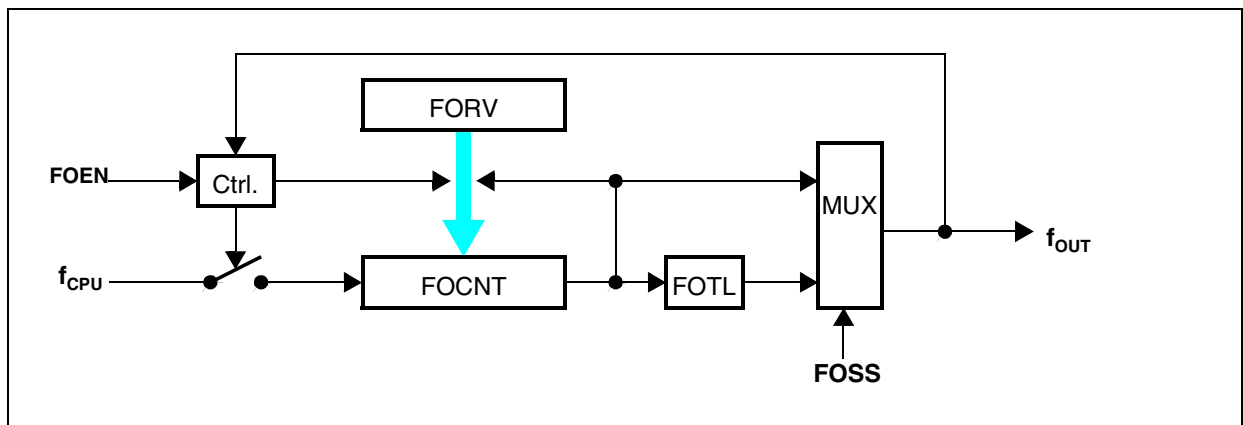 FORV
FOEN
Ctrl.
MUX
fOUT
fCPU
FOCNT
FOTL
FOSS